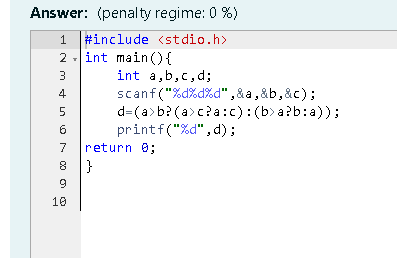 Answer: (penalty regime: 0 %)
1 #include <stdio.h>
2 int main(){
3 int a,b,c,d;
4 scanf("%d%d%d",&a,&b,&c);
5 d=(a>b?(a>c?a:c):(b>a?b:a));
6 printf("%d",d);
7 return 0;
8 }
9
10